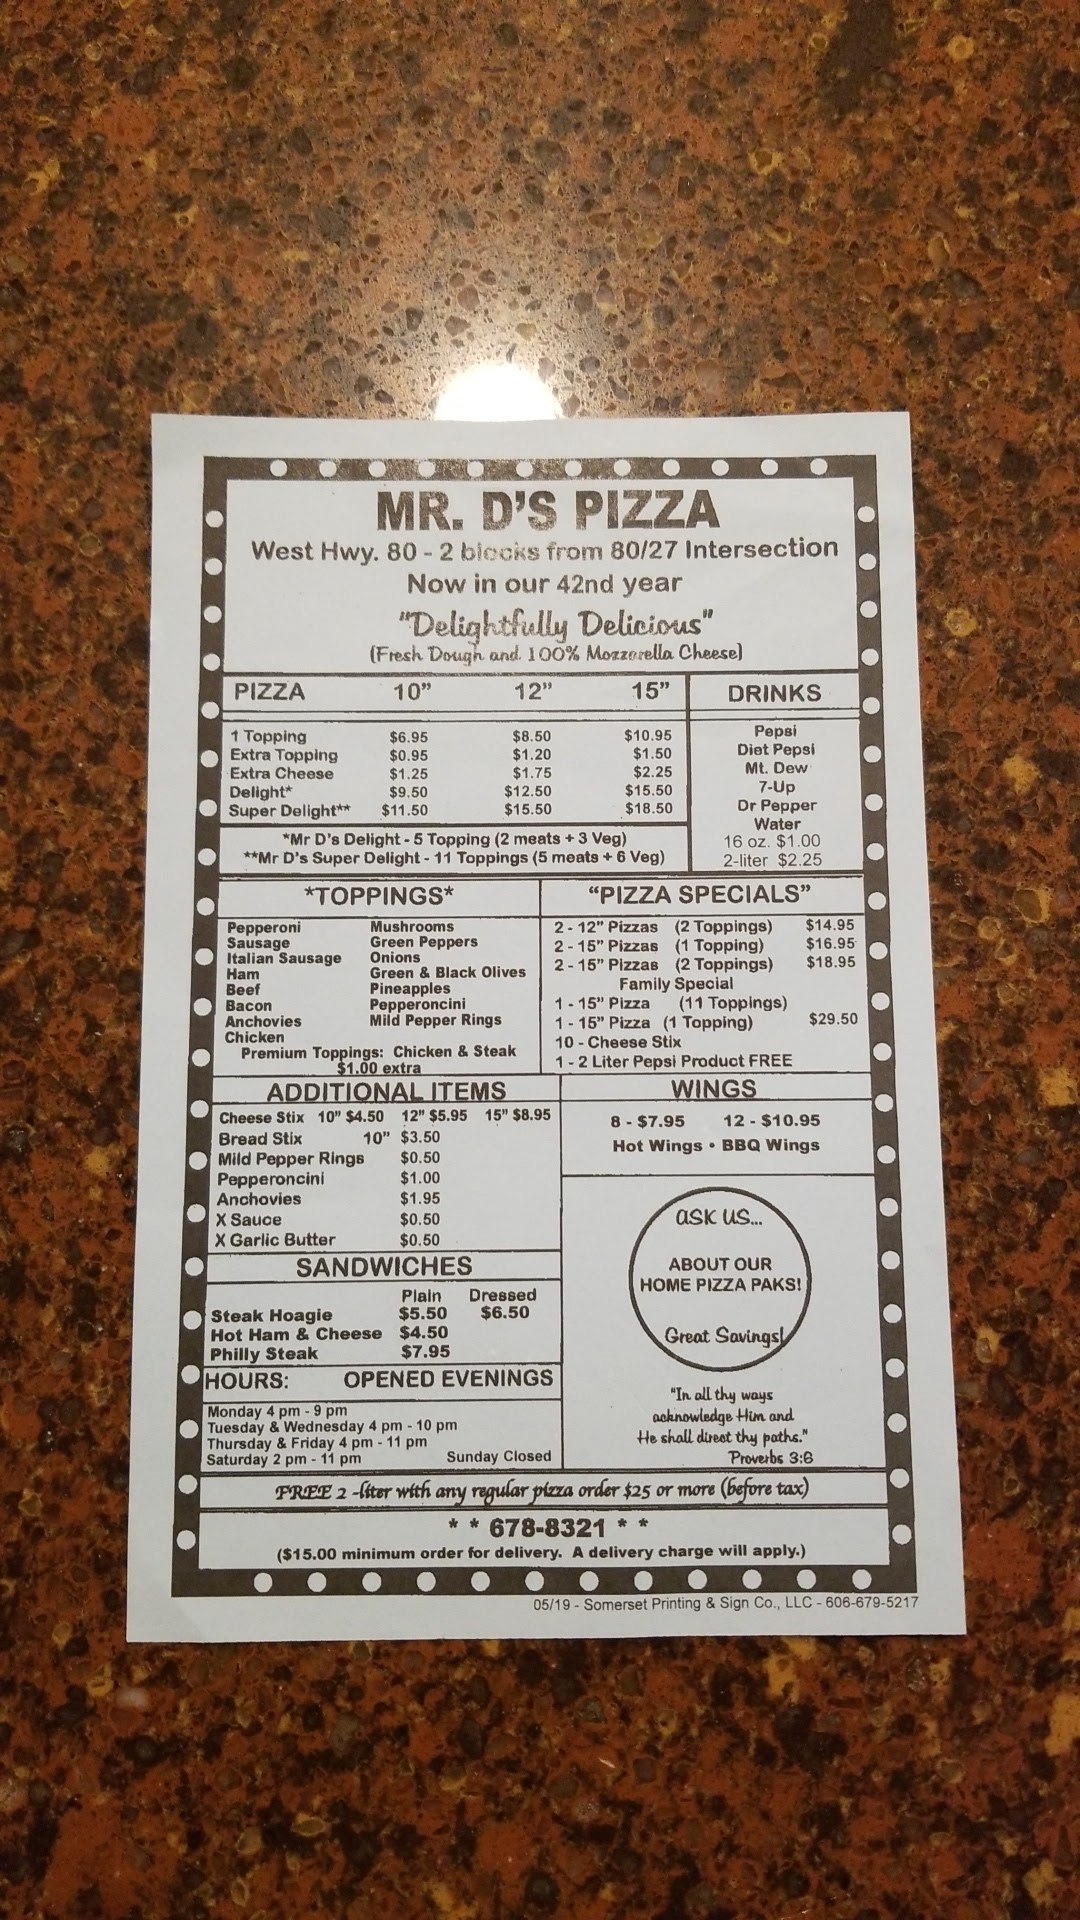 MR. D'S PIZZA
West Hwy. 80 - 2 blocks from 80/27 Intersection
Now in our 42nd year
"Delightfully Delicious"
(Fresh Dough and 100% Mozzarella Cheese)
PIZZA 10" 12" 15"
1 Topping $6.95 $8.50 $10.95
Extra Topping $0.95 $1.20 $1.50
Extra Cheese $1.25 $1.75 $2.25
Delight* $9.50 $12.50 $15.50
Super Delight** $11.50 $15.50 $18.50
*Mr D's Delight - 5 Topping (2 meats + 3 Veg)
**Mr D's Super Delight - 11 Toppings (5 meats + 6 Veg)
DRINKS
Pepsi
Diet Pepsi
Mt. Dew
7-Up
Dr Pepper
Water
16 oz. $1.00
2-liter $2.25
*TOPPINGS*
Pepperoni Mushrooms
Sausage Green Peppers
Italian Sausage Onions
Ham Green & Black Olives
Beef Pineapples
Bacon Pepperoncini
Anchovies Mild Pepper Rings
Chicken
Premium Toppings: Chicken & Steak
$1.00 extra
"PIZZA SPECIALS"
2 - 12" Pizzas (2 Toppings) $14.95
2 - 15" Pizzas (1 Topping) $16.95
2 - 15" Pizzas (2 Toppings) $18.95
Family Special
1 - 15" Pizza (11 Toppings)
1 - 15" Pizza (1 Topping) $29.50
10 - Cheese Stix
1 - 2 Liter Pepsi Product FREE
ADDITIONAL ITEMS
Cheese Stix 10" $4.50 12" $5.95 15" $8.95
Bread Stix 10" $3.50
Mild Pepper Rings $0.50
Pepperoncini $1.00
Anchovies $1.95
X Sauce $0.50
X Garlic Butter $0.50
WINGS
8 - $7.95 12 - $10.95
Hot Wings • BBQ Wings
SANDWICHES
Plain Dressed
Steak Hoagie $5.50 $6.50
Hot Ham & Cheese $4.50
Philly Steak $7.95
HOURS: OPENED EVENINGS
Monday 4 pm - 9 pm
Tuesday & Wednesday 4 pm - 10 pm
Thursday & Friday 4 pm - 11 pm
Saturday 2 pm - 11 pm Sunday Closed
ASK US...
ABOUT OUR
HOME PIZZA PAKS!
Great Savings!
"In all thy ways
acknowledge Him and
He shall direct thy paths."
Proverbs 3:6
FREE 2 -liter with any regular pizza order $25 or more (before tax)
* * 678-8321 * *
($15.00 minimum order for delivery. A delivery charge will apply.)
05/19 - Somerset Printing & Sign Co., LLC - 606-679-5217